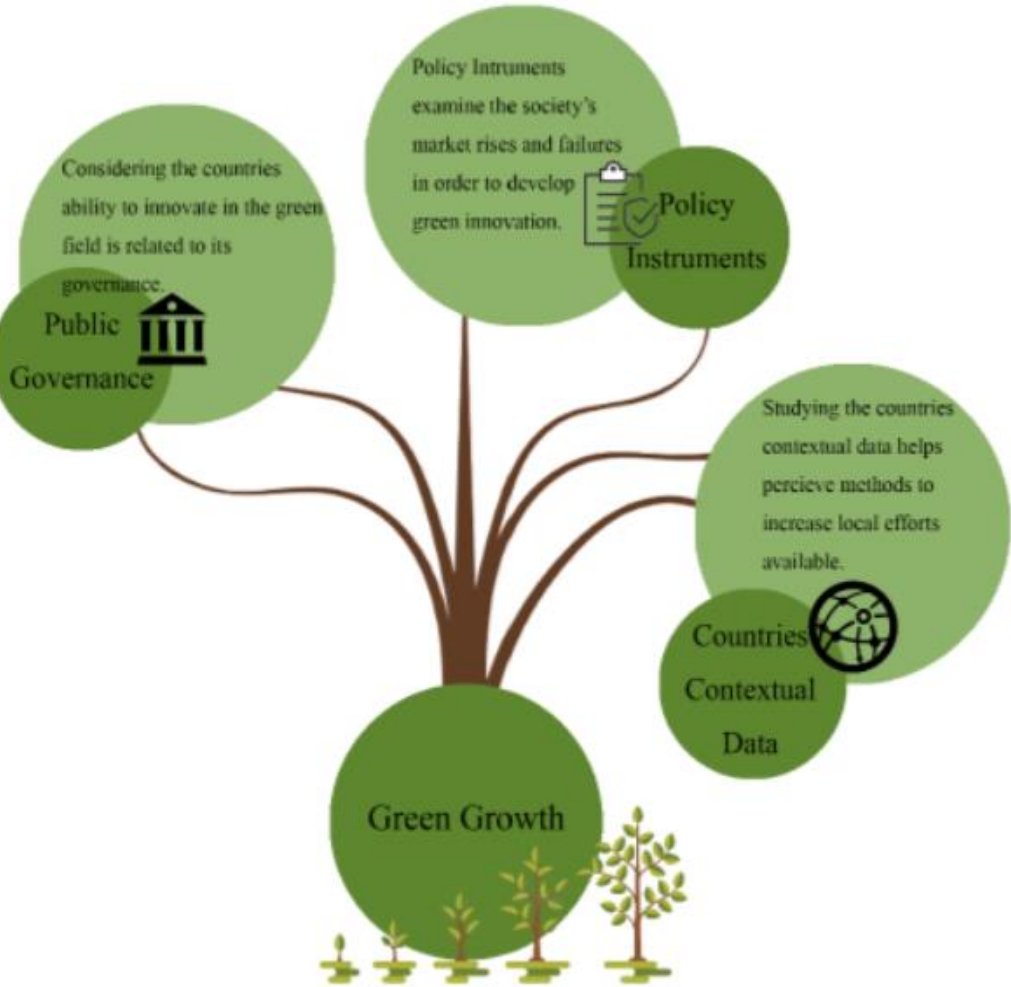 Policy Intruments
examine the society's
market rises and failures
in order to develop
green innovation.
Policy
Instruments
Considering the countries
ability to innovate in the green
field is related to its
governance.
Public
Governance
Studying the countries
contextual data helps
percieve methods to
increase local efforts
available.
Countries
Contextual
Data
Green Growth